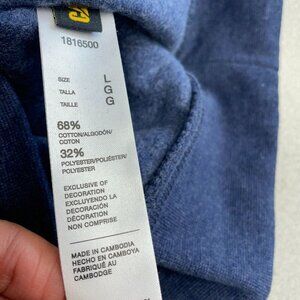 1816500
SIZE L
TALLA G
TAILLE G
68%
COTTON/ALGODÓN/
COTON
32%
POLYESTER/POLIÉSTER/
POLYESTER
EXCLUSIVE OF
DECORATION
EXCLUYENDO LA
DECORACIÓN
DÉCORATION
NON COMPRISE
MADE IN CAMBODIA
HECHO EN CAMBOYA
FABRIQUÉ AU
CAMBODGE